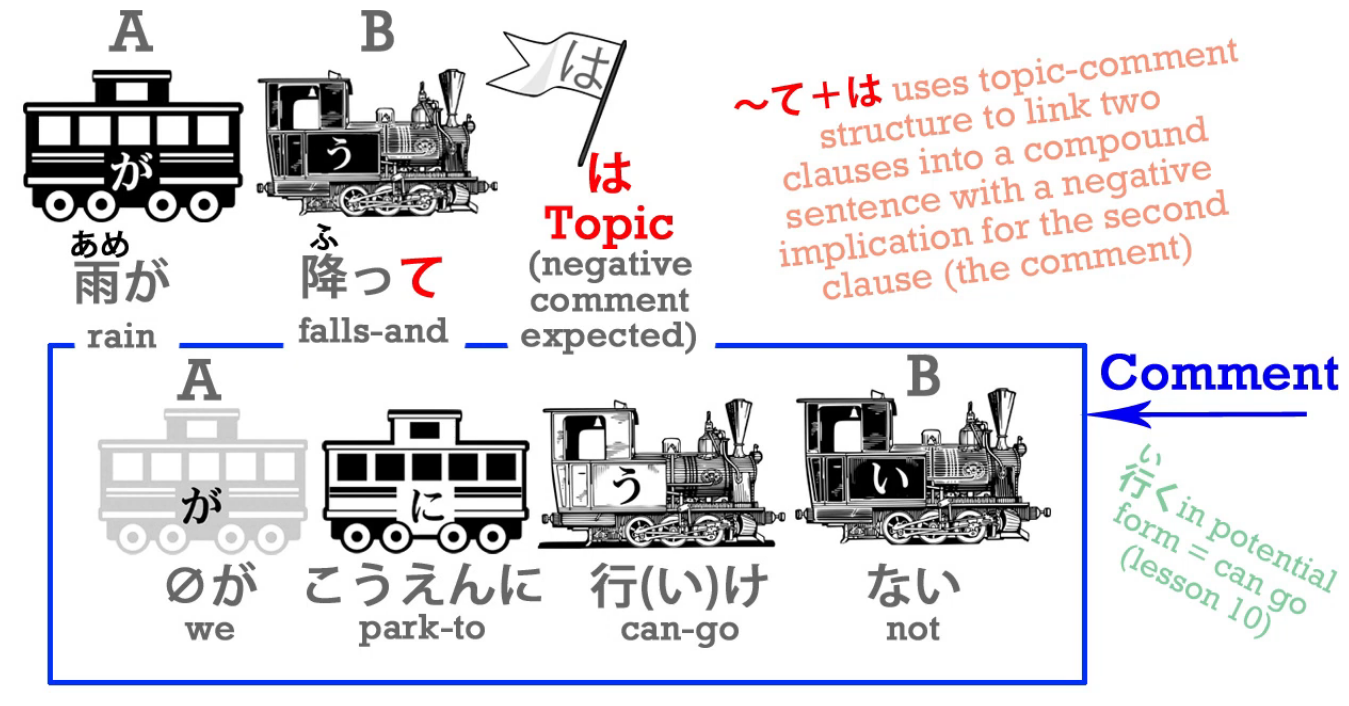 A
B
は
～て＋は uses topic-comment
structure to link two
clauses into a compound
sentence with a negative
implication for the second
clause (the comment)
が
う
は
Topic
(negative
comment
expected)
あめ
雨が
rain
ふ
降って
falls-and
A
B
Comment
が
に
う
い
∅が
we
こうえんに
park-to
行(い)け
can-go
ない
not
い
行く in potential
form = can go
(lesson 10)